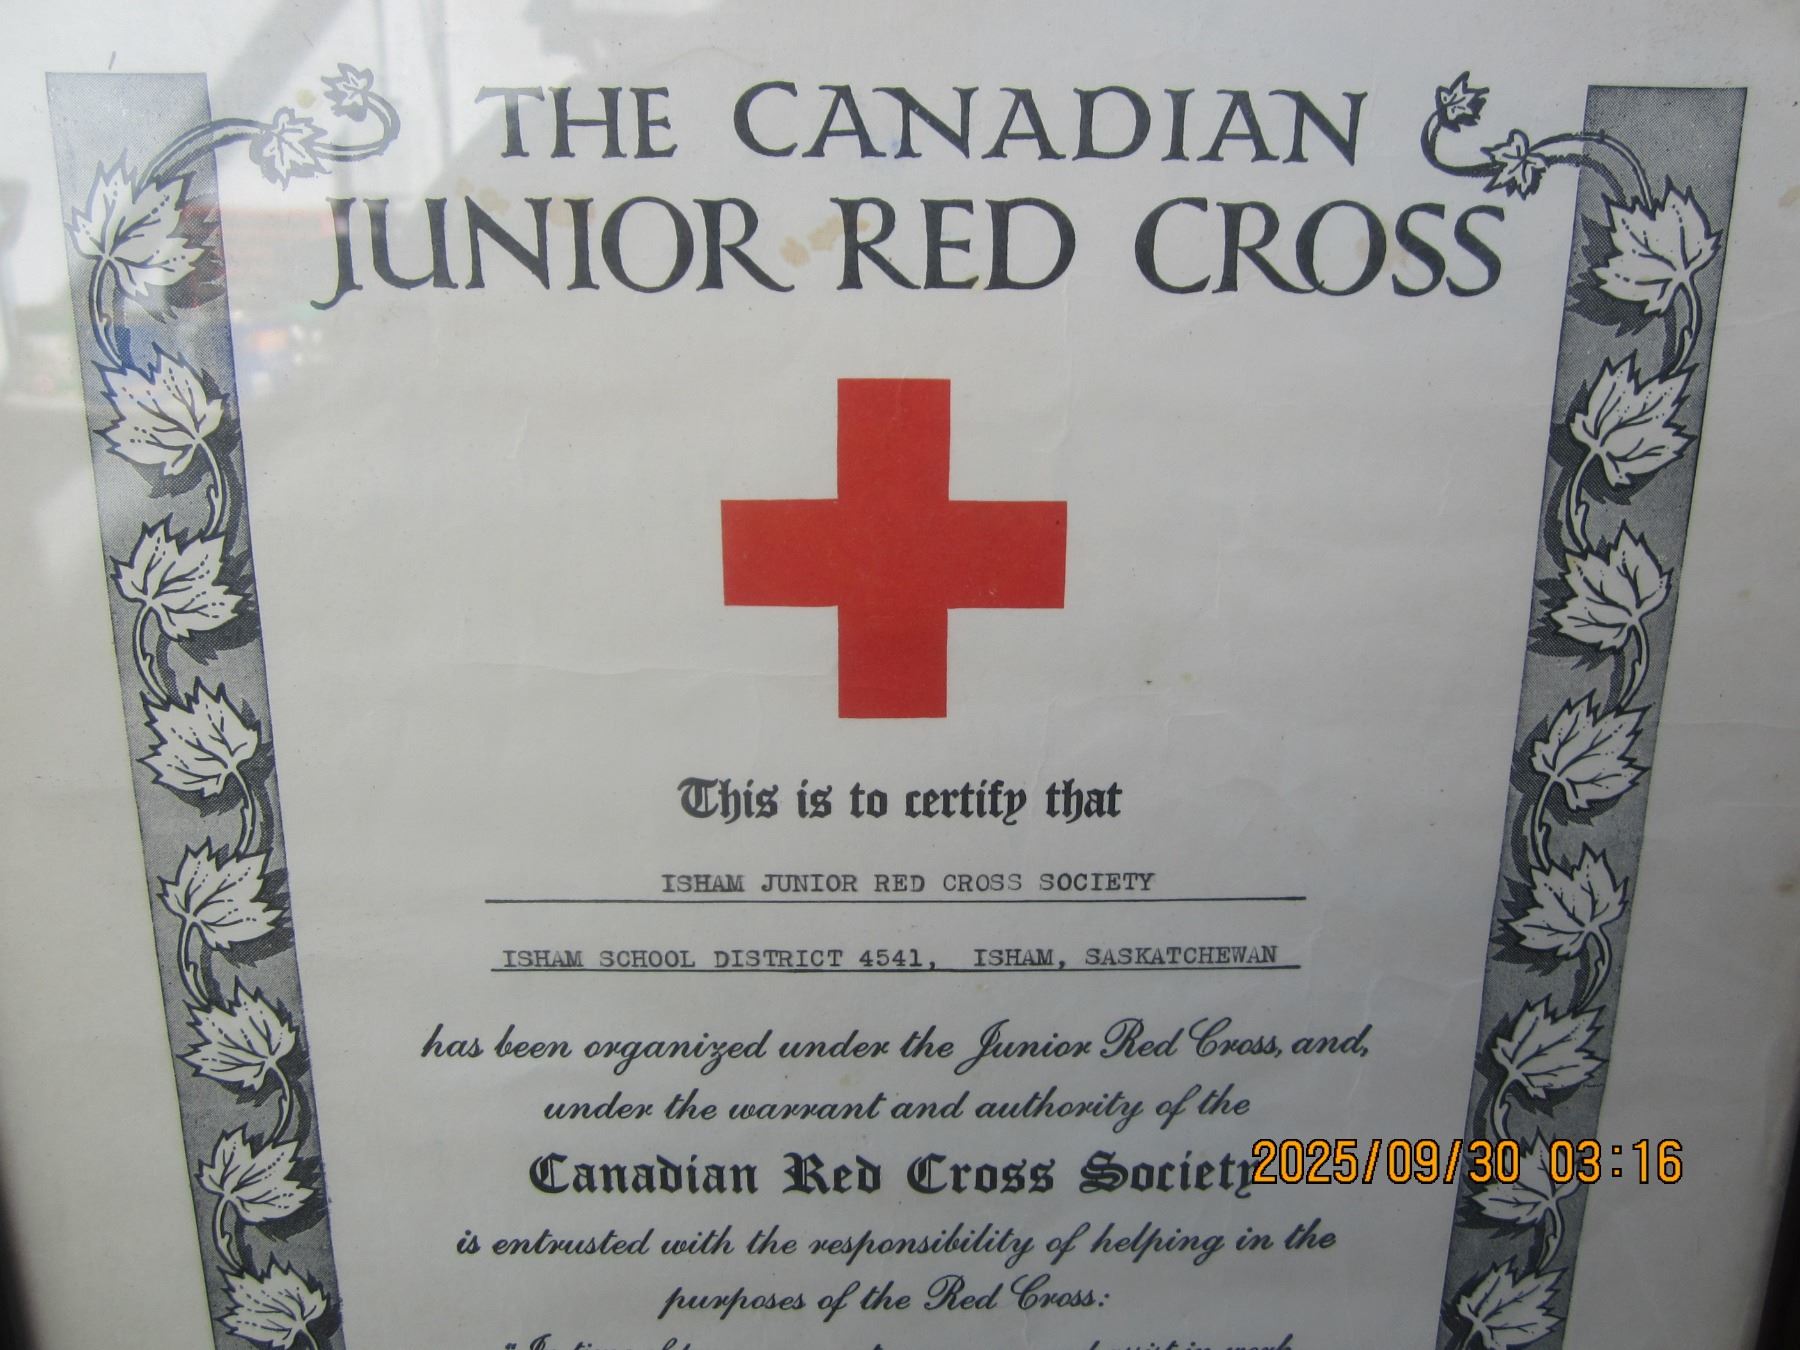 THE CANADIAN
JUNIOR RED CROSS
This is to certify that
ISHAM JUNIOR RED CROSS SOCIETY
ISHAM SCHOOL DISTRICT 4541, ISHAM, SASKATCHEWAN
has been organized under the Junior Red Cross, and,
under the warrant and authority of the
Canadian Red Cross Society
2025/09/30 03:16
is entrusted with the responsibility of helping in the
purposes of the Red Cross: